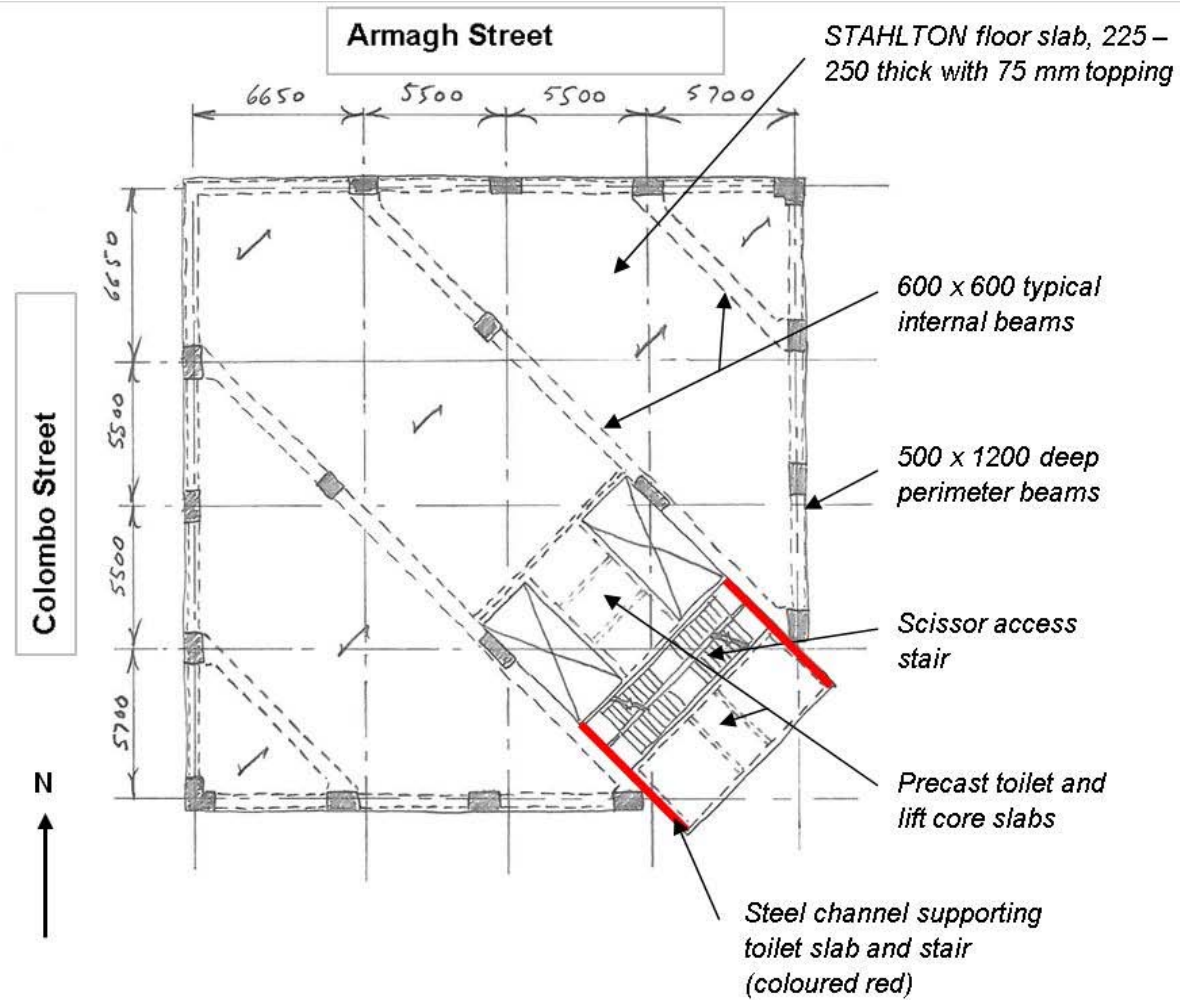 Armagh Street
STAHLTON floor slab, 225 –
250 thick with 75 mm topping
6650
5500
5500
5700
6650
5500
5500
5700
Colombo Street
600 x 600 typical
internal beams
500 x 1200 deep
perimeter beams
Scissor access
stair
Precast toilet and
lift core slabs
N
Steel channel supporting
toilet slab and stair
(coloured red)